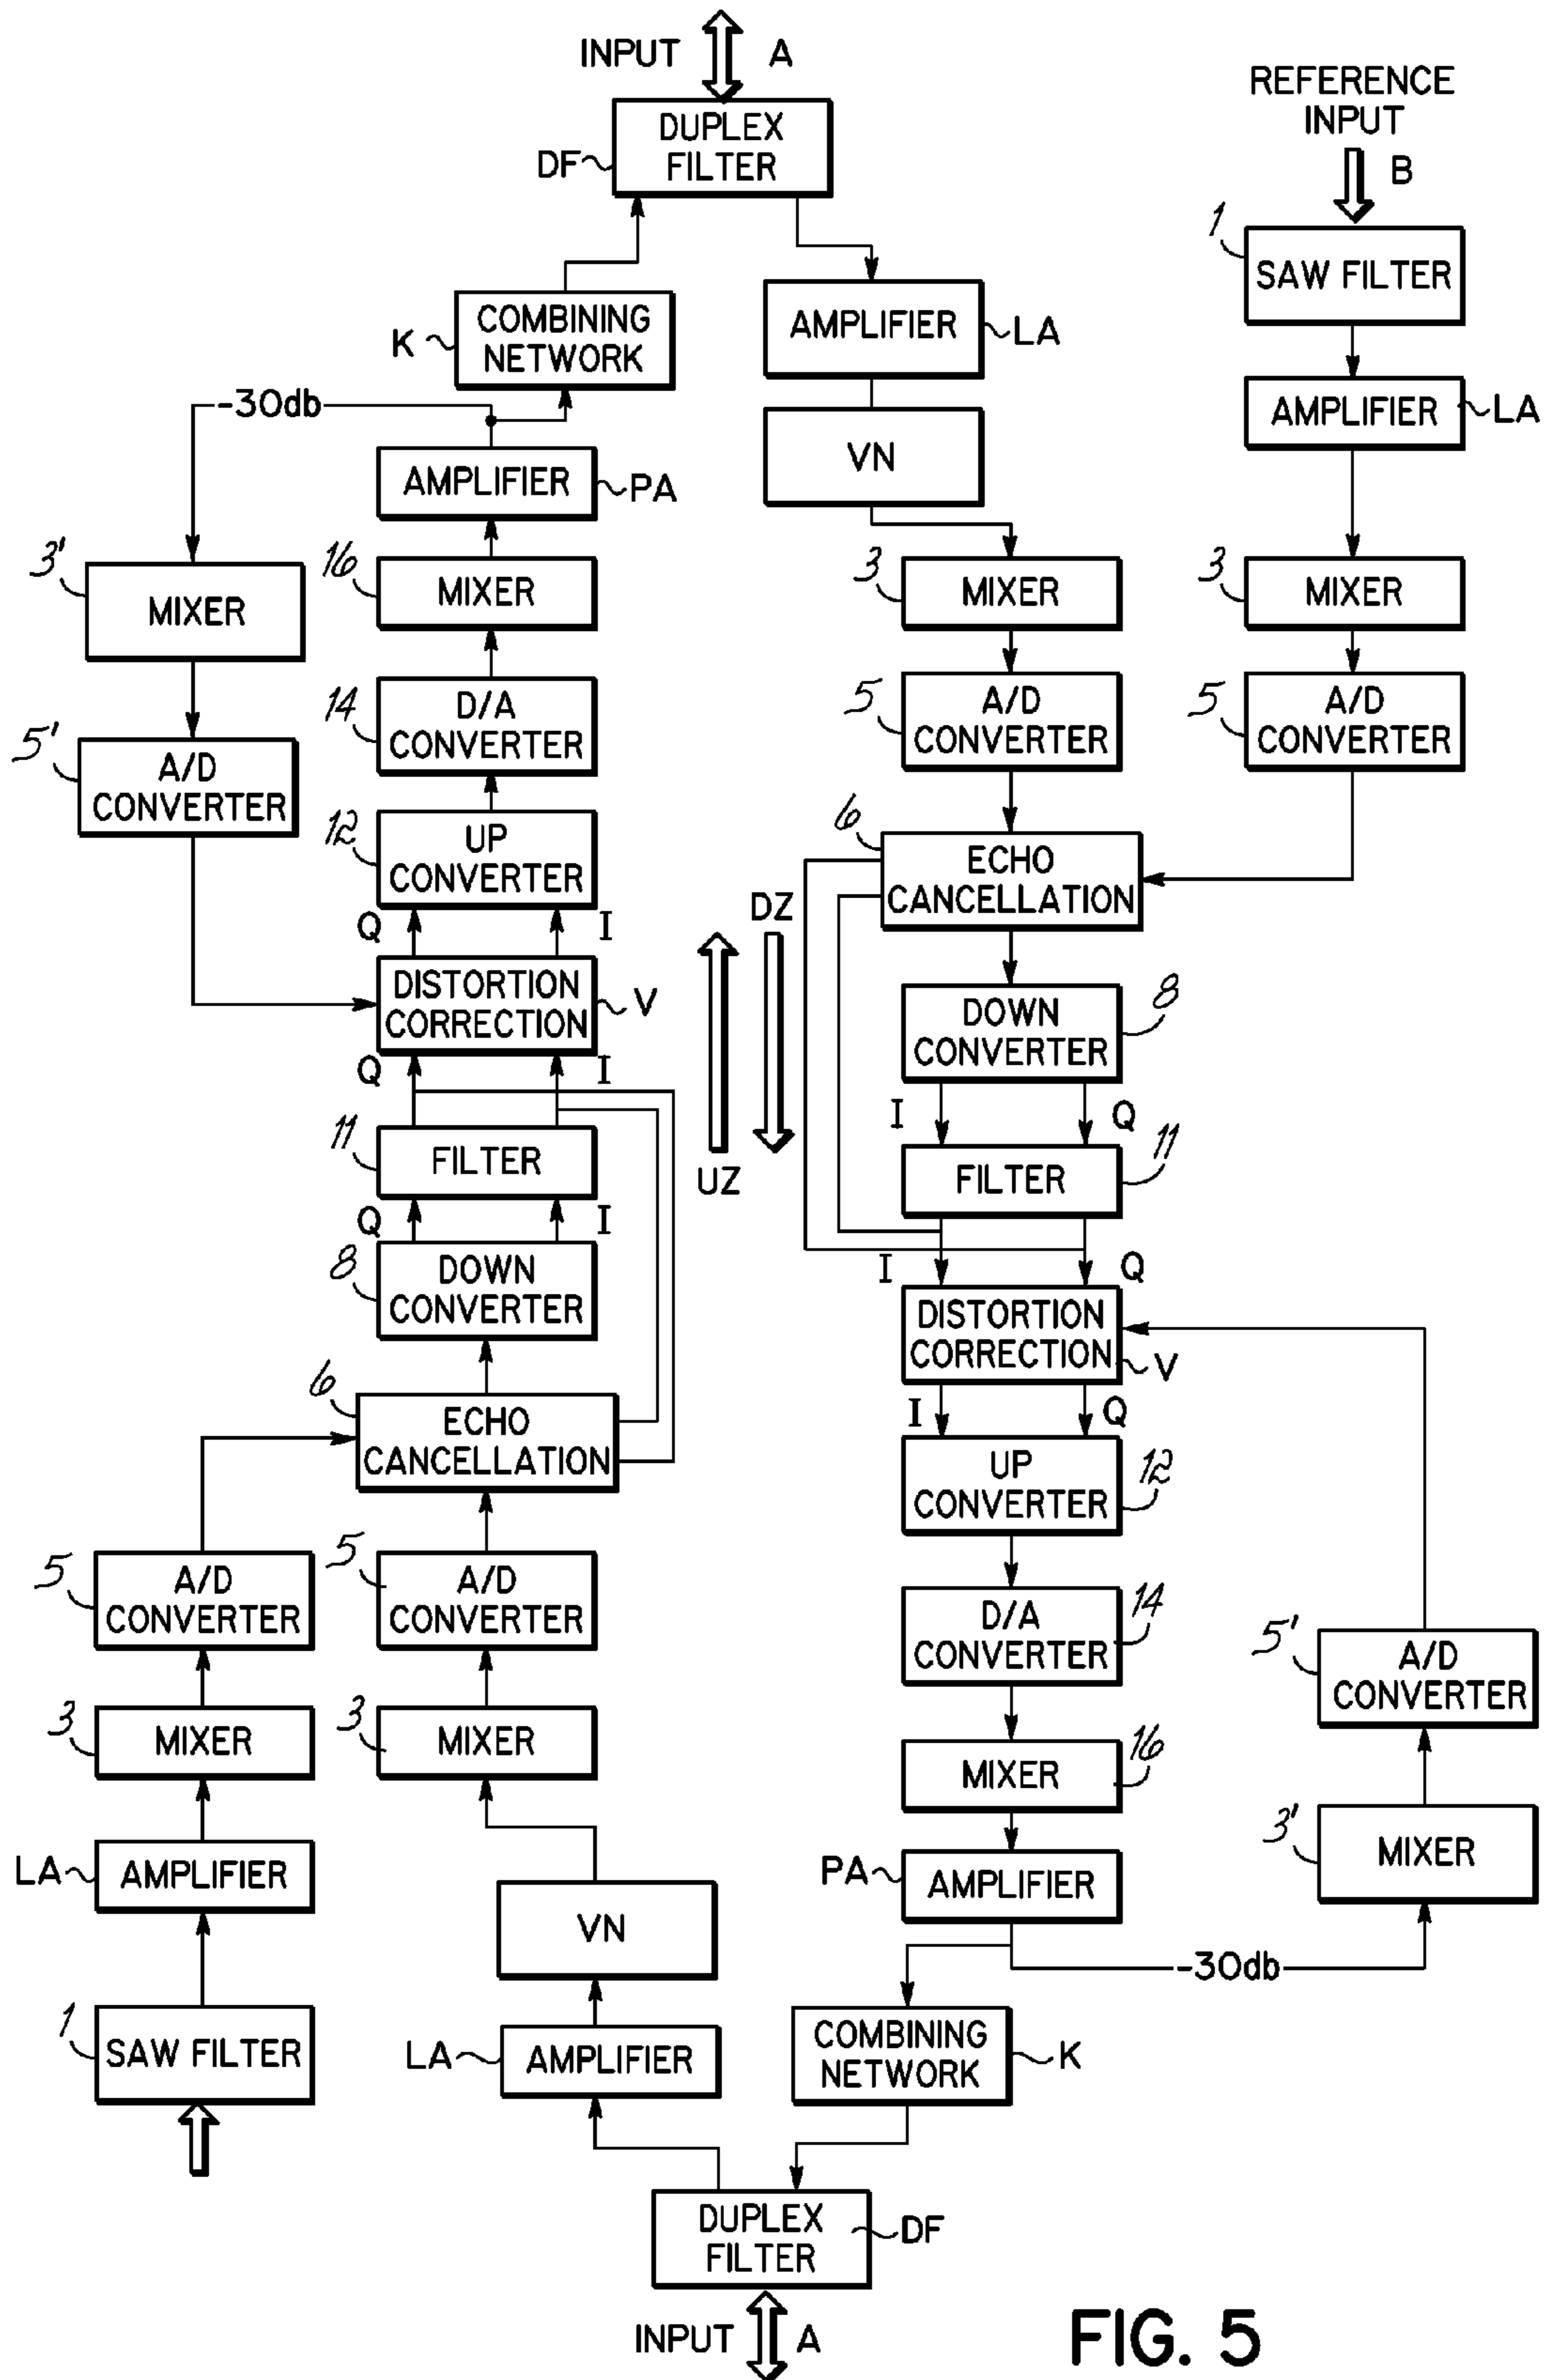 INPUT A
DUPLEX
FILTER
DF
REFERENCE
INPUT
B
1
SAW FILTER
K
COMBINING
NETWORK
AMPLIFIER
LA
AMPLIFIER
LA
-30db
VN
AMPLIFIER
PA
3'
MIXER
16
MIXER
3
MIXER
3
MIXER
5'
A/D
CONVERTER
14
D/A
CONVERTER
5
A/D
CONVERTER
5
A/D
CONVERTER
12
UP
CONVERTER
6
ECHO
CANCELLATION
Q I
DZ
DISTORTION
CORRECTION
V
8
DOWN
CONVERTER
Q I
I Q
11
FILTER
UZ
11
FILTER
Q I
I Q
8
DOWN
CONVERTER
DISTORTION
CORRECTION
V
6
ECHO
CANCELLATION
I Q
12
UP
CONVERTER
5
A/D
CONVERTER
5
A/D
CONVERTER
14
D/A
CONVERTER
5'
A/D
CONVERTER
3
MIXER
3
MIXER
16
MIXER
3'
MIXER
LA
AMPLIFIER
PA
AMPLIFIER
VN
-30db
1
SAW FILTER
LA
AMPLIFIER
COMBINING
NETWORK
K
DUPLEX
FILTER
DF
INPUT A
FIG. 5